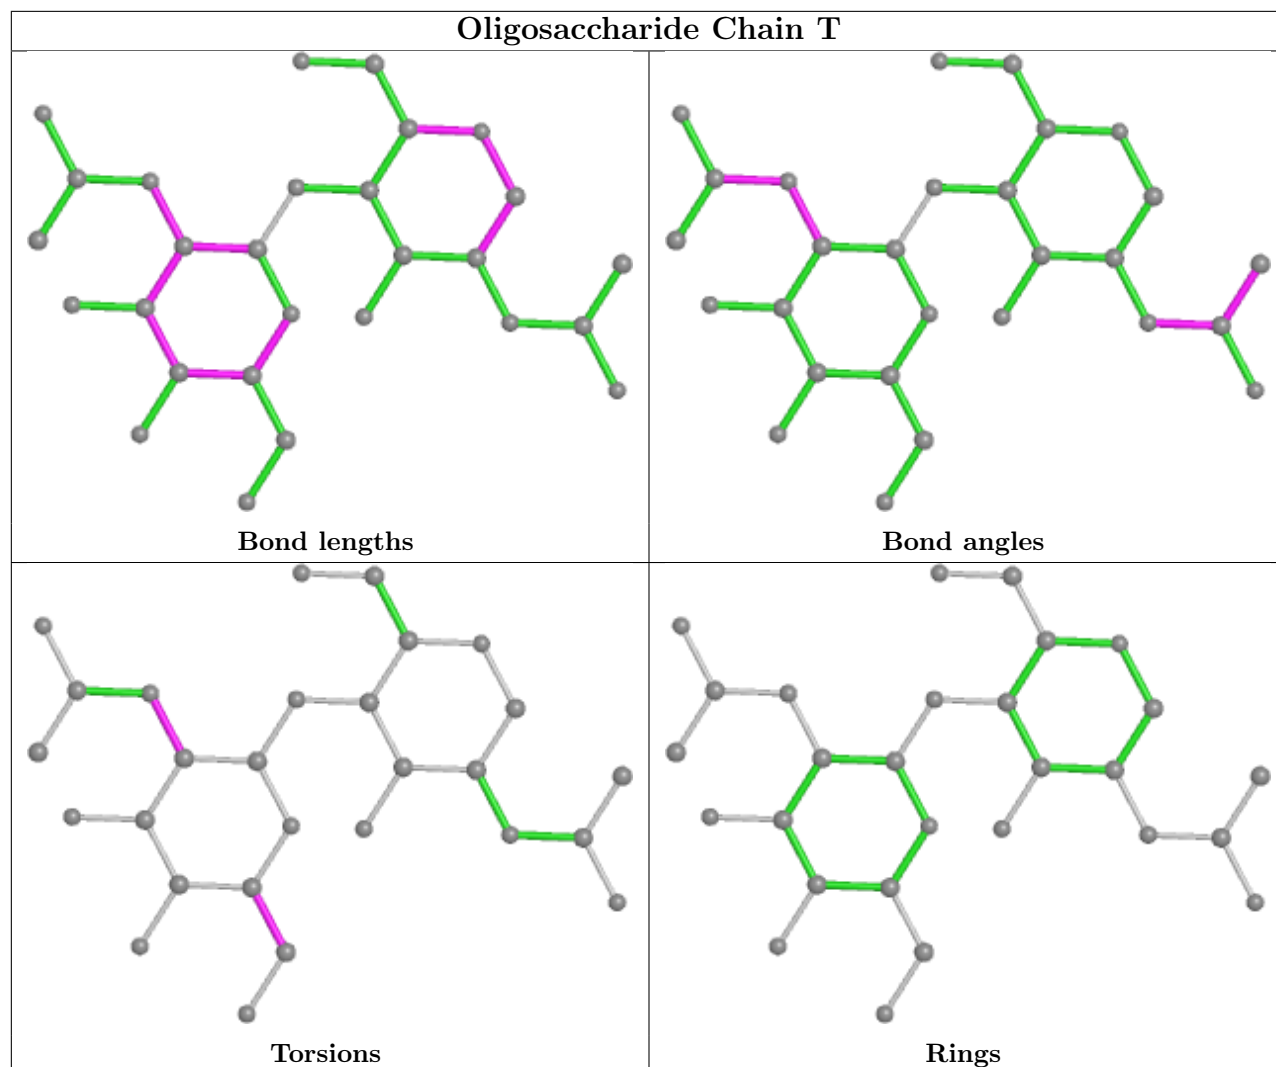 Oligosaccharide Chain T
Bond lengths
Bond angles
Torsions
Rings